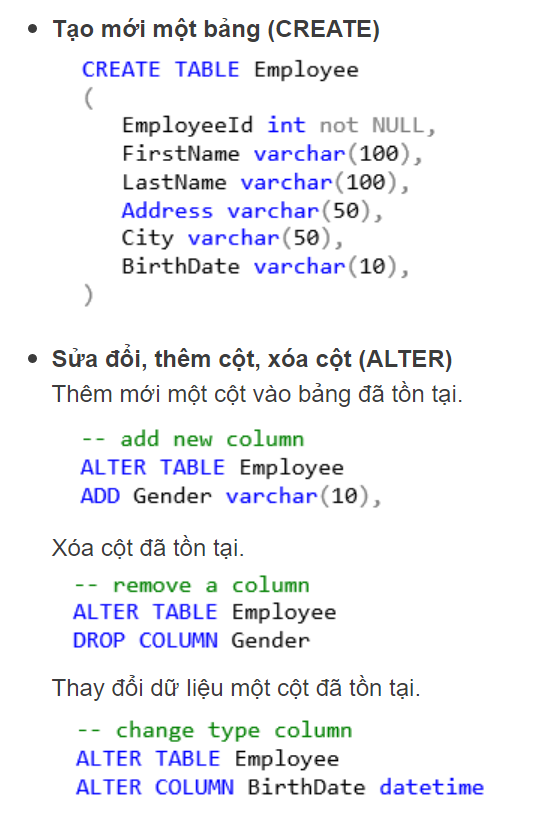 • Tạo mới một bảng (CREATE)
CREATE TABLE Employee
(
EmployeeId int not NULL,
FirstName varchar(100),
LastName varchar(100),
Address varchar(50),
City varchar(50),
BirthDate varchar(10),
)
• Sửa đổi, thêm cột, xóa cột (ALTER)
Thêm mới một cột vào bảng đã tồn tại.
-- add new column
ALTER TABLE Employee
ADD Gender varchar(10),
Xóa cột đã tồn tại.
-- remove a column
ALTER TABLE Employee
DROP COLUMN Gender
Thay đổi dữ liệu một cột đã tồn tại.
-- change type column
ALTER TABLE Employee
ALTER COLUMN BirthDate datetime